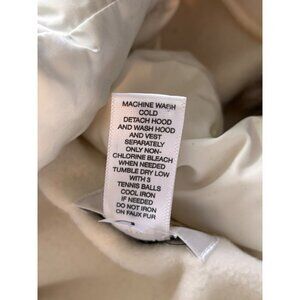 MACHINE WASH
COLD
DETACH HOOD
AND WASH HOOD
AND VEST
SEPARATELY
ONLY NON-
CHLORINE BLEACH
WHEN NEEDED
TUMBLE DRY LOW
WITH 3
TENNIS BALLS
COOL IRON
IF NEEDED
DO NOT IRON
ON FAUX FUR